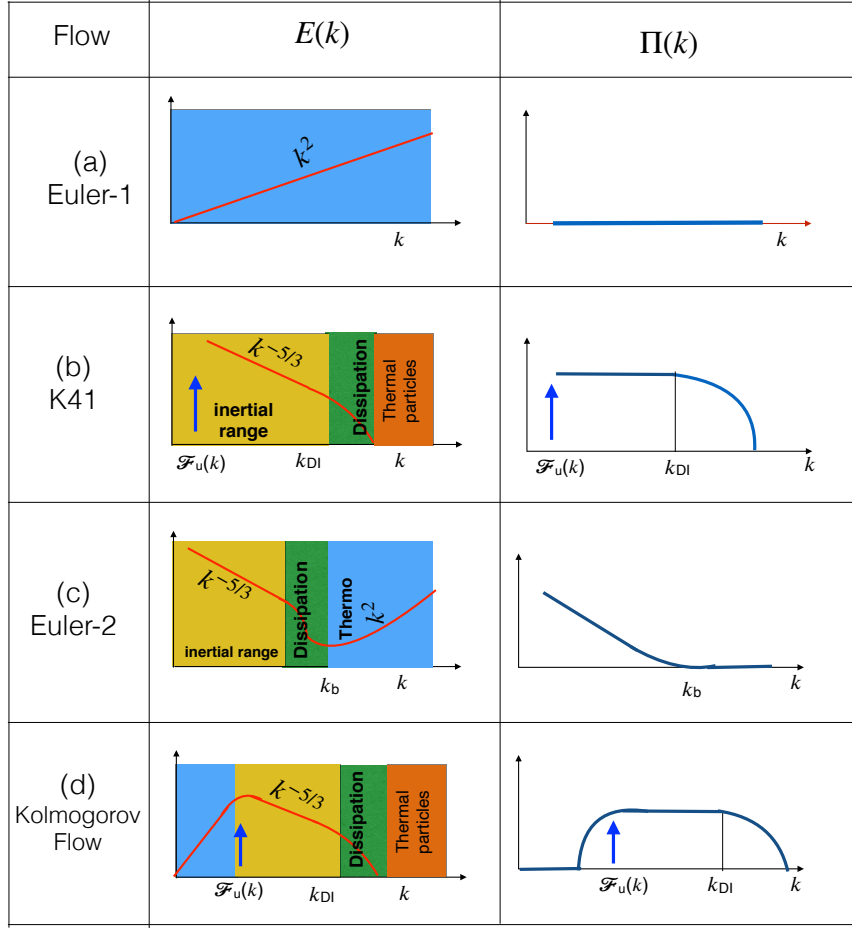 Flow
E(k)
Π(k)
(a)
Euler-1
k²
k
k
(b)
K41
k⁻⁵/³
inertial
range
Dissipation
Thermal
particles
ℱu(k)
kDI
k
ℱu(k)
kDI
k
(c)
Euler-2
k⁻⁵/³
inertial range
Dissipation
Thermo
k²
kb
k
kb
k
(d)
Kolmogorov
Flow
k⁻⁵/³
Dissipation
Thermal
particles
ℱu(k)
kDI
k
ℱu(k)
kDI
k